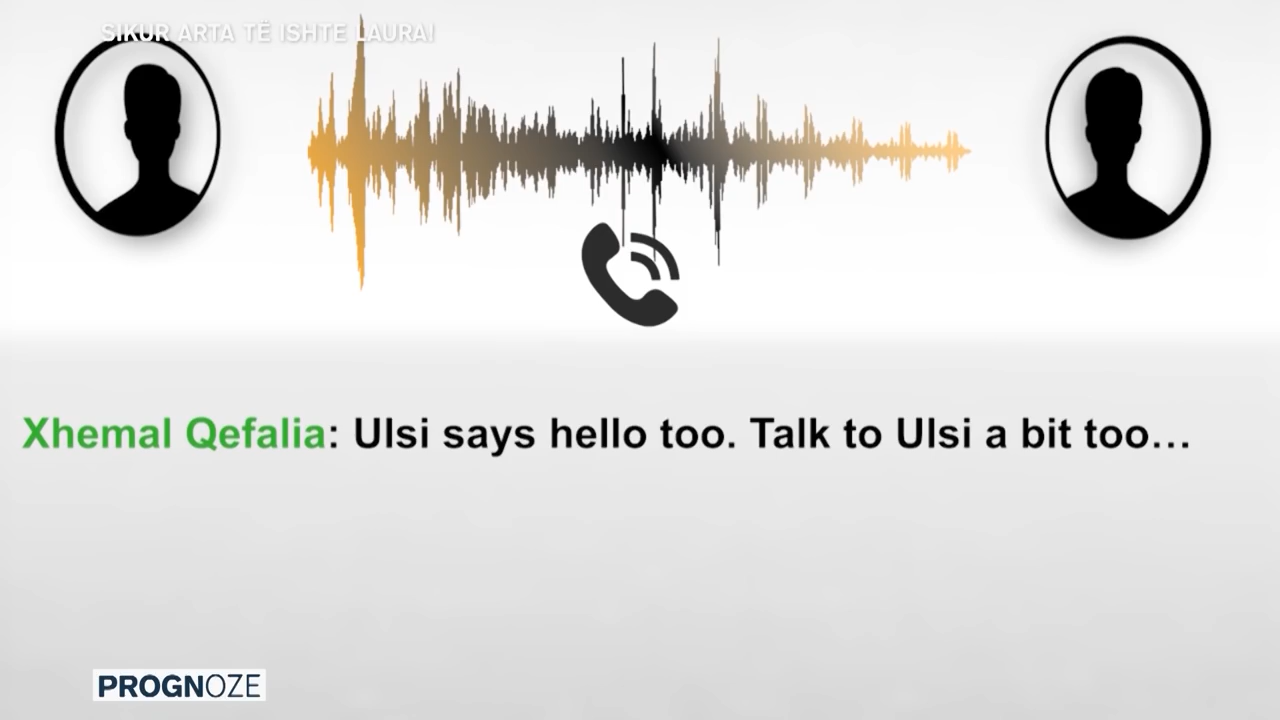 SIKUR ARTA TË ISHTE LAURA!
Xhemal Qefalia: Ulsi says hello too. Talk to Ulsi a bit too...
PROGNOZE